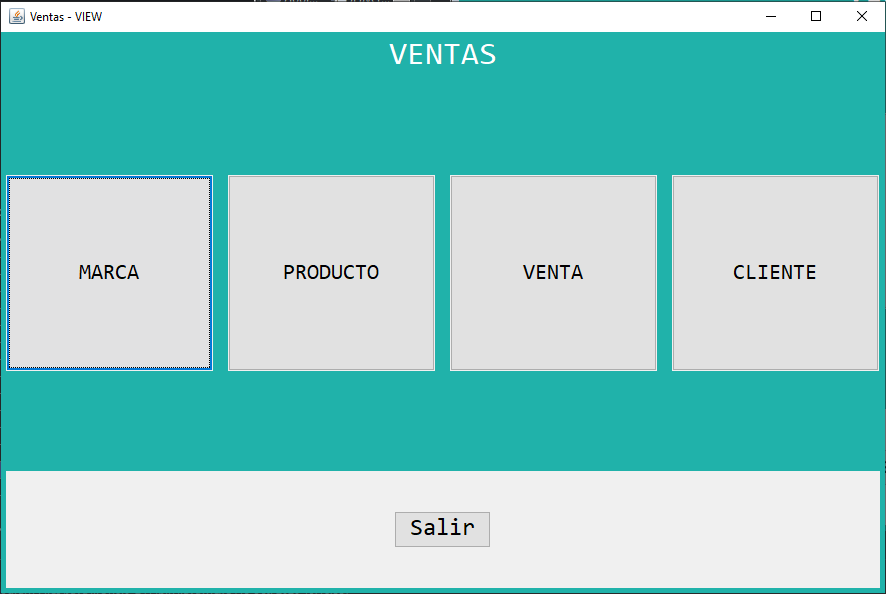 Ventas - VIEW
VENTAS
MARCA PRODUCTO VENTA CLIENTE
Salir